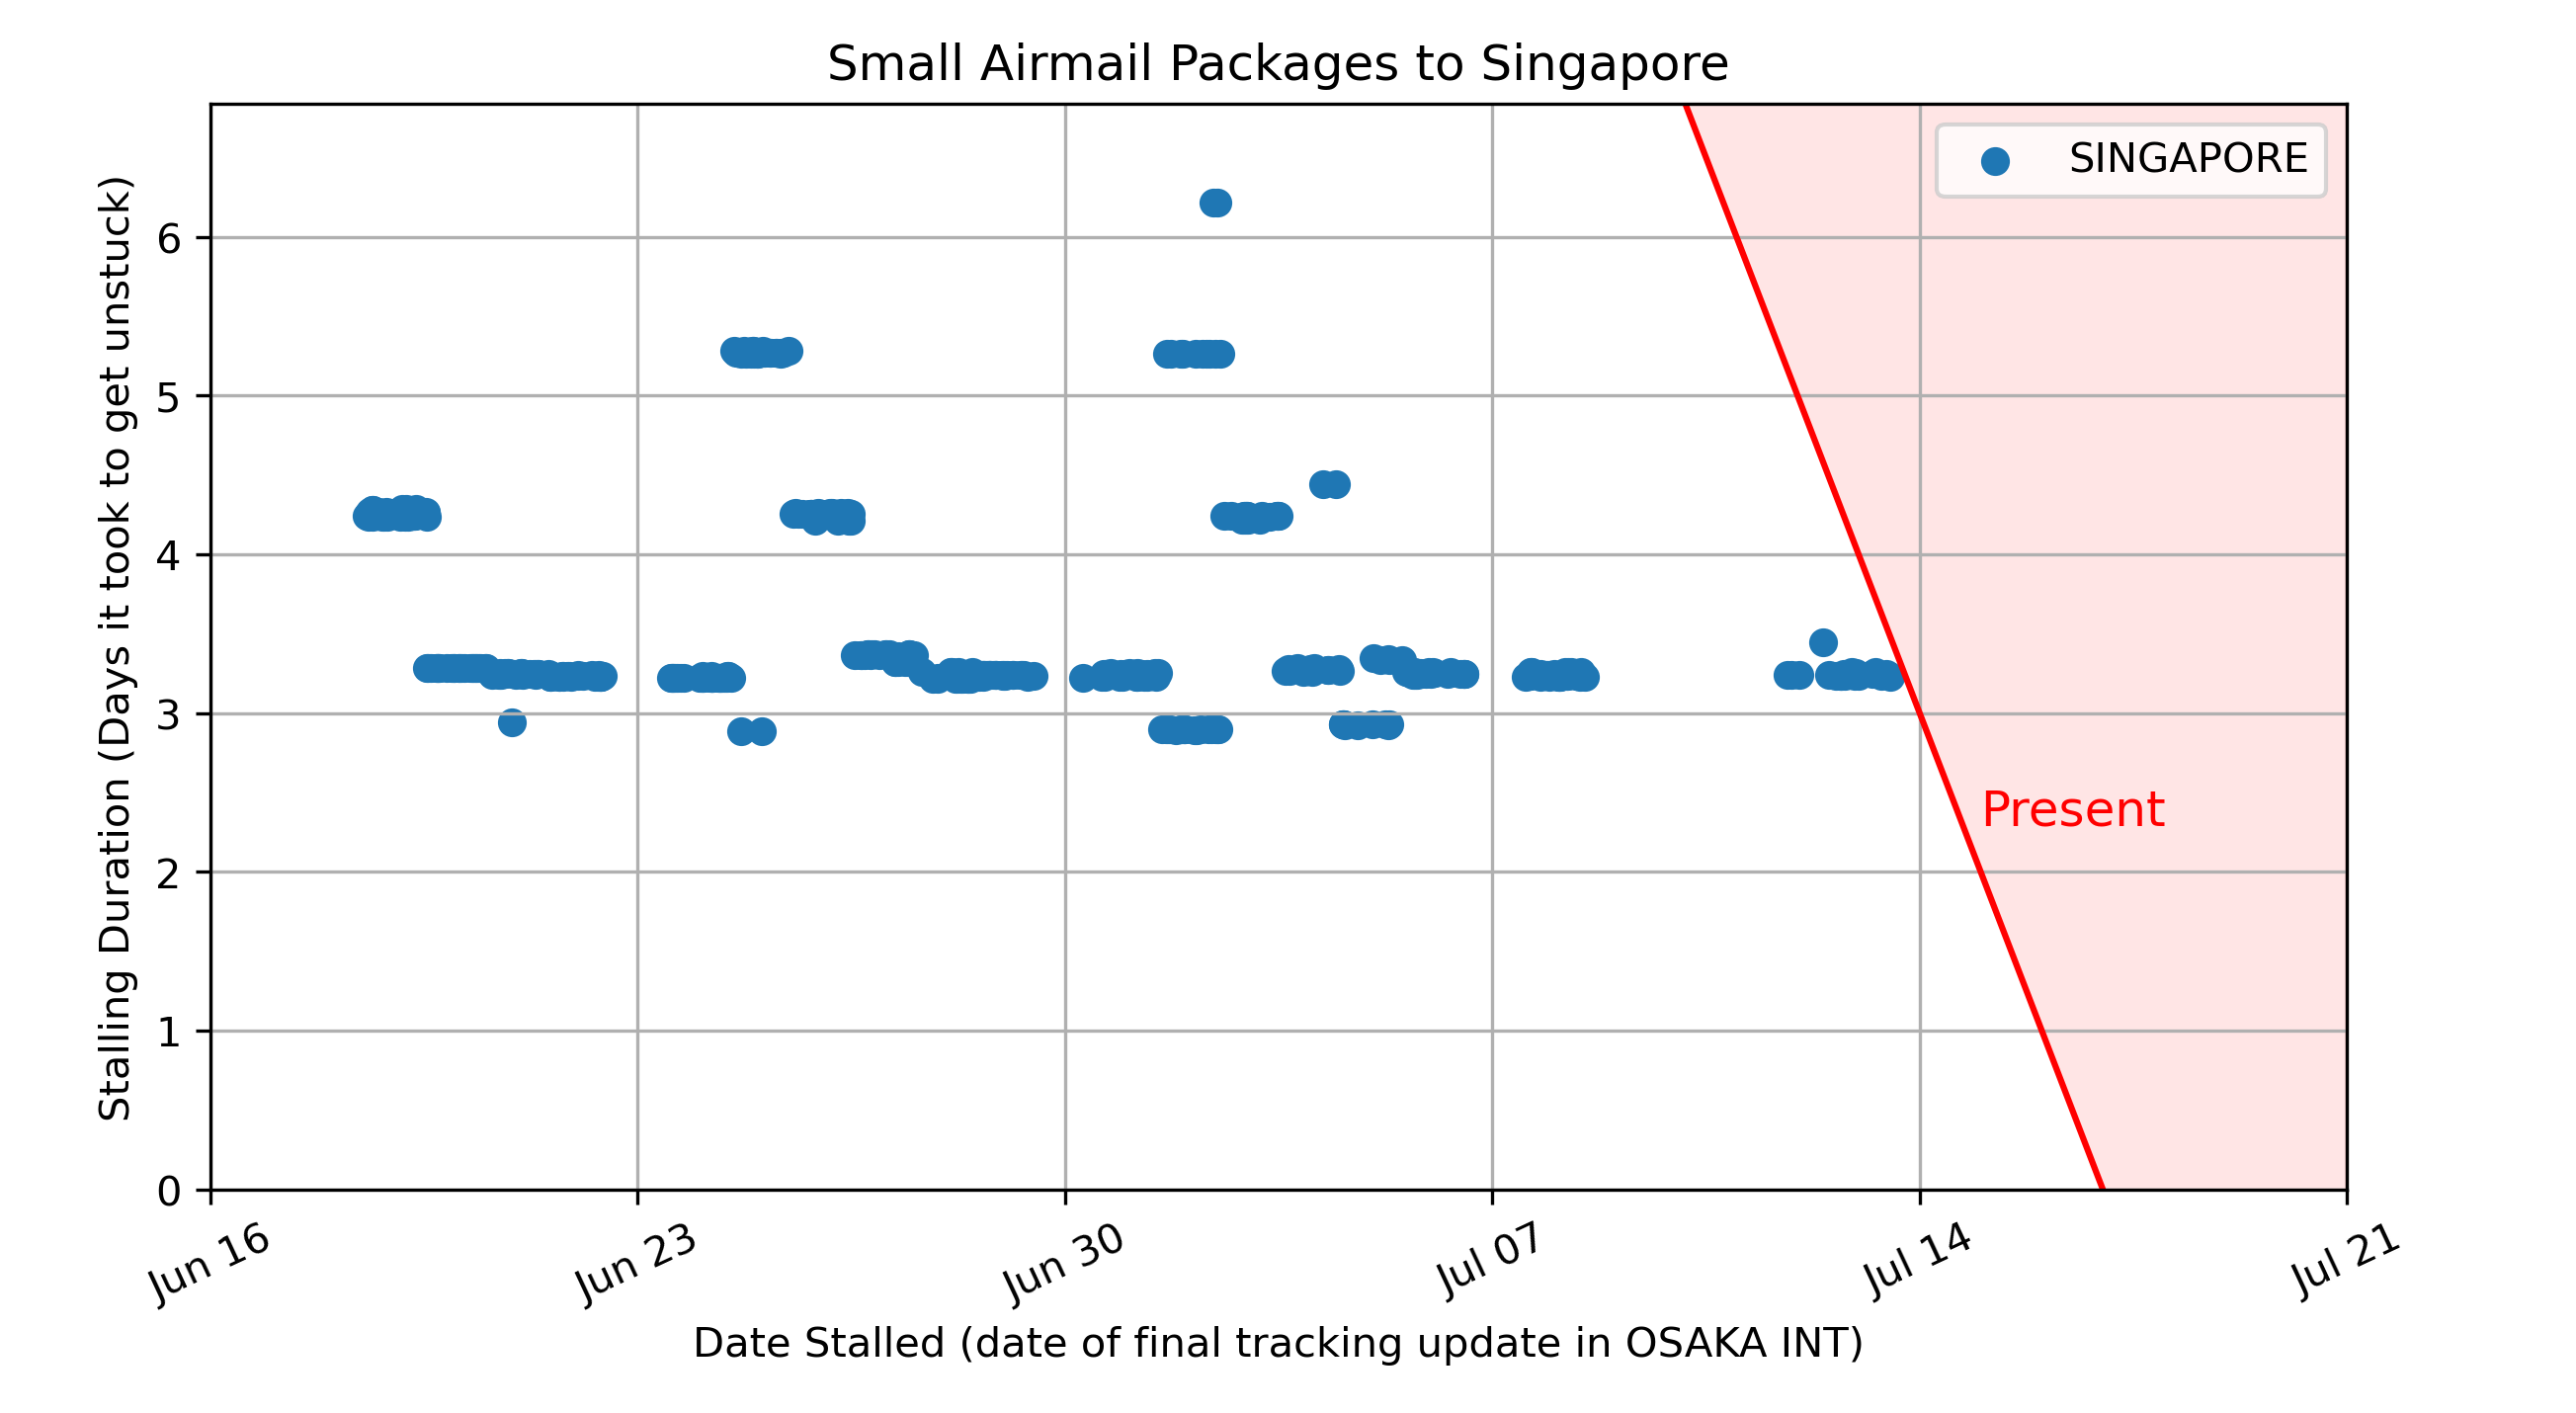 Small Airmail Packages to Singapore
SINGAPORE
Stalling Duration (Days it took to get unstuck)
6
5
4
3
2
1
0
Present
Jun 16
Jun 23
Jun 30
Jul 07
Jul 14
Jul 21
Date Stalled (date of final tracking update in OSAKA INT)